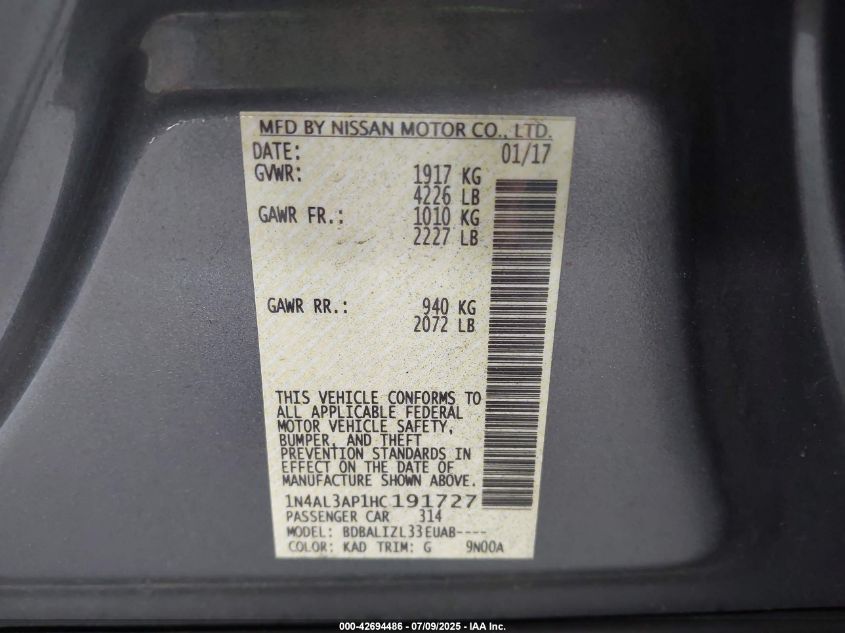 MFD BY NISSAN MOTOR CO., LTD.
DATE: 01/17
GVWR: 1917 KG
4226 LB
GAWR FR.: 1010 KG
2227 LB
GAWR RR.: 940 KG
2072 LB
THIS VEHICLE CONFORMS TO
ALL APPLICABLE FEDERAL
MOTOR VEHICLE SAFETY,
BUMPER, AND THEFT
PREVENTION STANDARDS IN
EFFECT ON THE DATE OF
MANUFACTURE SHOWN ABOVE.
1N4AL3AP1HC191727
PASSENGER CAR 314
MODEL: BDBALIZL33EUAB----
COLOR: KAD TRIM: G 9N00A
000-42694486 - 07/09/2025 - IAA Inc.